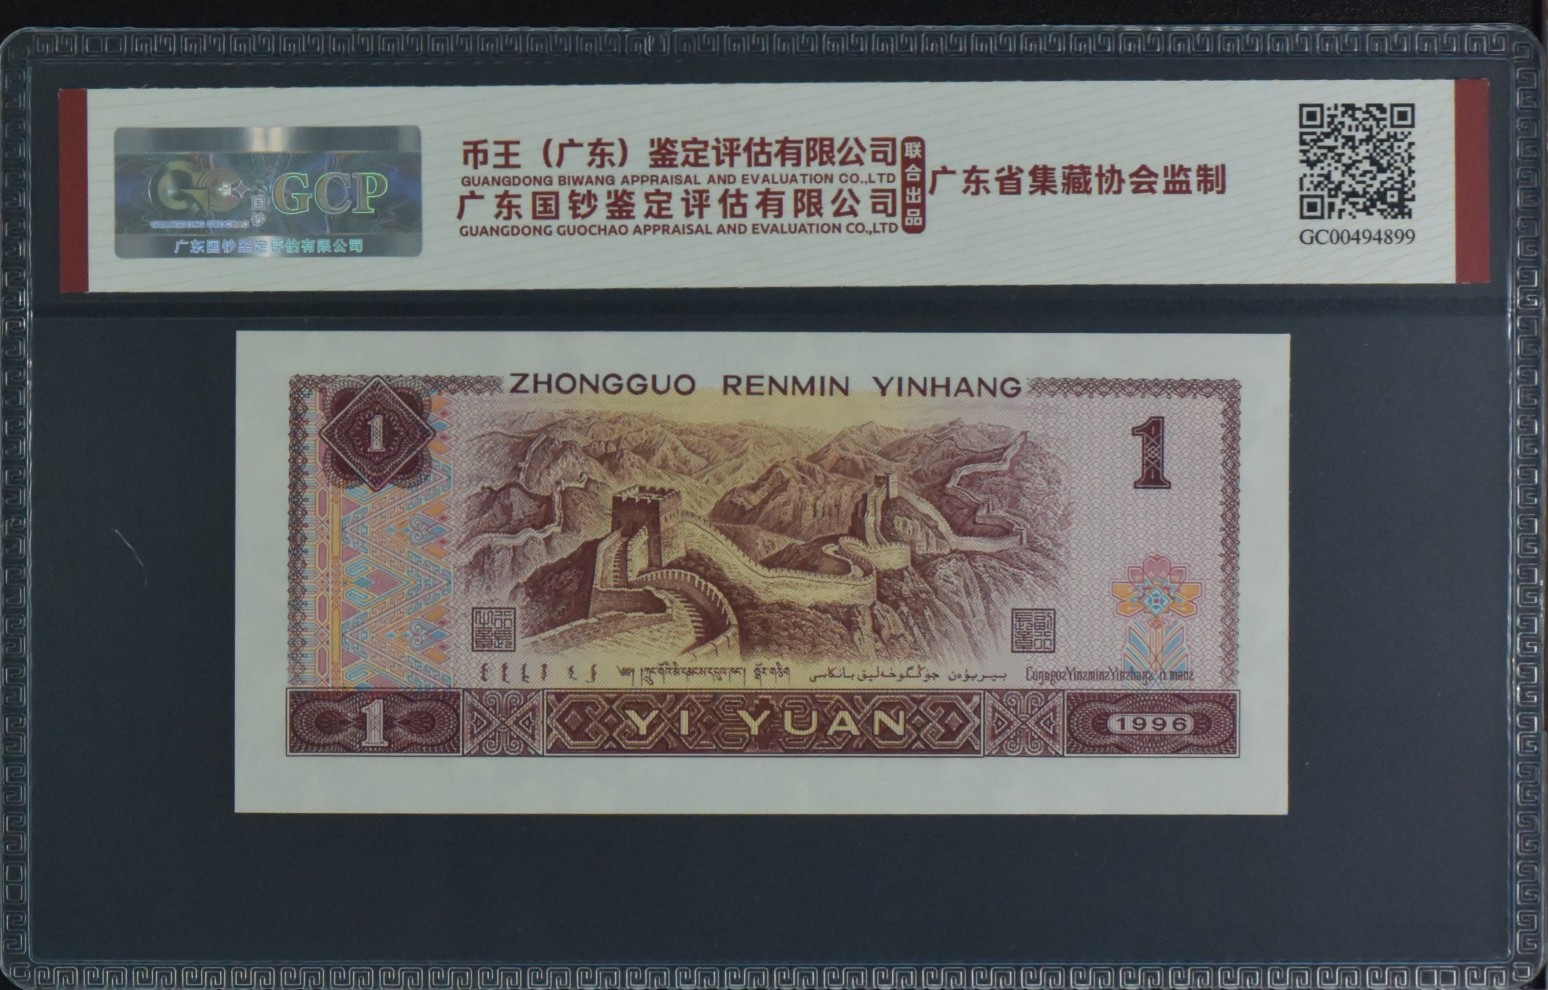 币王（广东）鉴定评估有限公司
GUANGDONG BIWANG APPRAISAL AND EVALUATION CO.,LTD
广东国钞鉴定评估有限公司
GUANGDONG GUOCHAO APPRAISAL AND EVALUATION CO.,LTD
联合出品
广东省集藏协会监制
GC00494899
GCP
国钞
广东国钞鉴定评估有限公司
ZHONGGUO RENMIN YINHANG
1
1
1
YI YUAN
1996